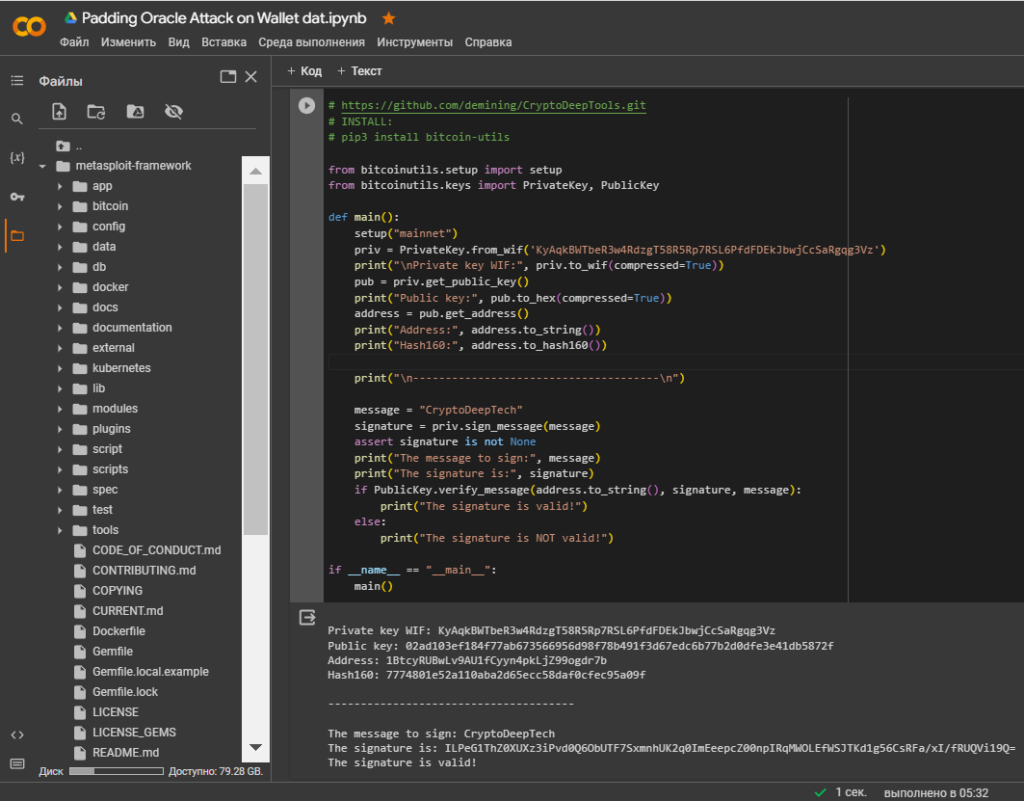 Padding Oracle Attack on Wallet dat.ipynb
Файл Изменить Вид Вставка Среда выполнения Инструменты Справка
Файлы
+ Код + Текст
..
metasploit-framework
app
bitcoin
config
data
db
docker
docs
documentation
external
kubernetes
lib
modules
plugins
script
scripts
spec
test
tools
CODE_OF_CONDUCT.md
CONTRIBUTING.md
COPYING
CURRENT.md
Dockerfile
Gemfile
Gemfile.local.example
Gemfile.lock
LICENSE
LICENSE_GEMS
README.md
Диск Доступно: 79.28 GB.
# https://github.com/demining/CryptoDeepTools.git
# INSTALL:
# pip3 install bitcoin-utils
from bitcoinutils.setup import setup
from bitcoinutils.keys import PrivateKey, PublicKey
def main():
setup("mainnet")
priv = PrivateKey.from_wif('KyAqkBWTbeR3w4RdzgT58R5Rp7RSL6PfdFDEkJbwjCcSaRgqg3Vz')
print("\nPrivate key WIF:", priv.to_wif(compressed=True))
pub = priv.get_public_key()
print("Public key:", pub.to_hex(compressed=True))
address = pub.get_address()
print("Address:", address.to_string())
print("Hash160:", address.to_hash160())
print("\n--------------------------------------\n")
message = "CryptoDeepTech"
signature = priv.sign_message(message)
assert signature is not None
print("The message to sign:", message)
print("The signature is:", signature)
if PublicKey.verify_message(address.to_string(), signature, message):
print("The signature is valid!")
else:
print("The signature is NOT valid!")
if __name__ == "__main__":
main()
Private key WIF: KyAqkBWTbeR3w4RdzgT58R5Rp7RSL6PfdFDEkJbwjCcSaRgqg3Vz
Public key: 02ad103ef184f77ab673566956d98f78b491f3d67edc6b77b2d0dfe3e41db5872f
Address: 1BtcyRUBwLv9AU1fCyyn4pkLjZ99ogdr7b
Hash160: 7774801e52a110aba2d65ecc58daf0cfec95a09f
--------------------------------------
The message to sign: CryptoDeepTech
The signature is: ILPeG1ThZ0XUXz3iPvd0Q6ObUTF7SxmnhUK2q0ImEeepcZ00npIRqMWOLEfWSJTKd1g56CsRFa/xI/fRUQVi19Q=
The signature is valid!
1 сек. выполнено в 05:32